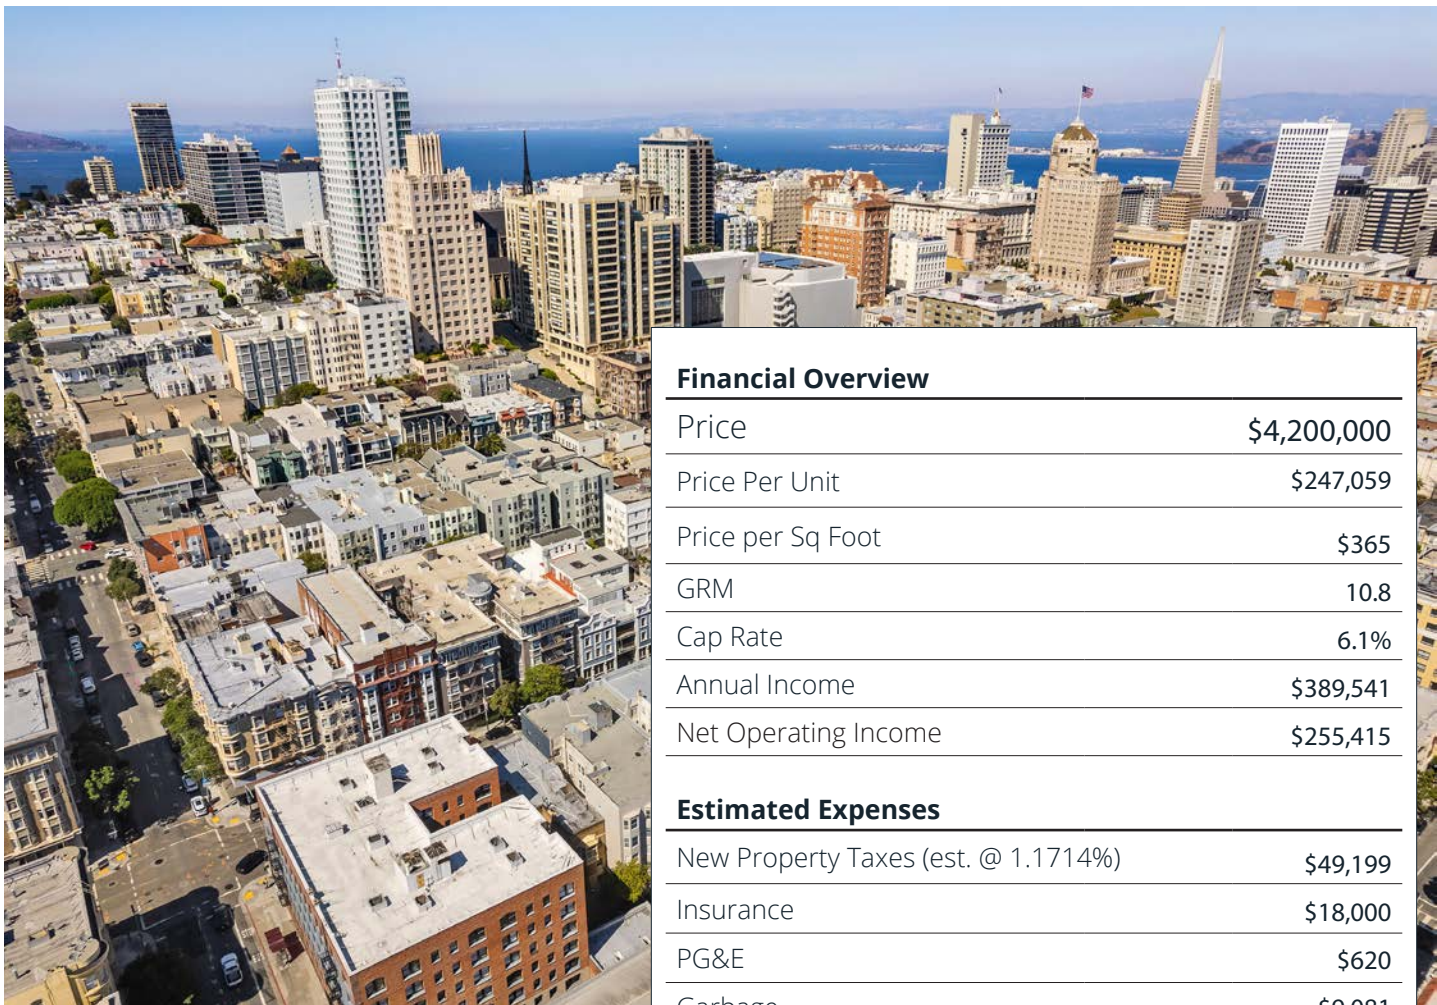 Financial Overview
Price $4,200,000
Price Per Unit $247,059
Price per Sq Foot $365
GRM 10.8
Cap Rate 6.1%
Annual Income $389,541
Net Operating Income $255,415
Estimated Expenses
New Property Taxes (est. @ 1.1714%) $49,199
Insurance $18,000
PG&E $620
Garbage